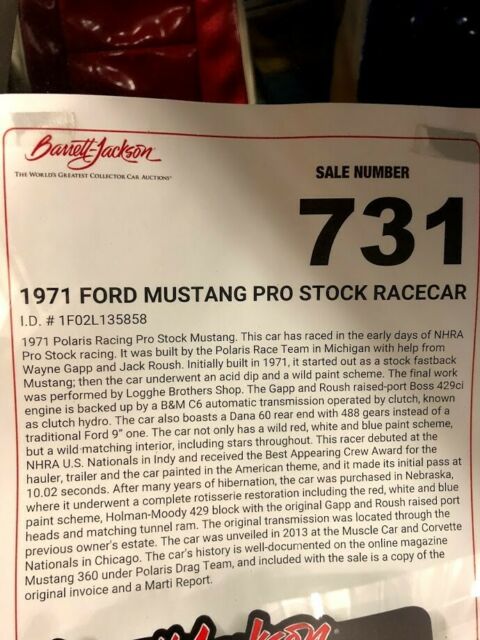 Barrett-Jackson
THE WORLD'S GREATEST COLLECTOR CAR AUCTIONS®
SALE NUMBER
731
1971 FORD MUSTANG PRO STOCK RACECAR
I.D. # 1F02L135858
1971 Polaris Racing Pro Stock Mustang. This car has raced in the early days of NHRA
Pro Stock racing. It was built by the Polaris Race Team in Michigan with help from
Wayne Gapp and Jack Roush. Initially built in 1971, it started out as a stock fastback
Mustang; then the car underwent an acid dip and a wild paint scheme. The final work
was performed by Logghe Brothers Shop. The Gapp and Roush raised-port Boss 429ci
engine is backed up by a B&M C6 automatic transmission operated by clutch, known
as clutch hydro. The car also boasts a Dana 60 rear end with 488 gears instead of a
traditional Ford 9" one. The car not only has a wild red, white and blue paint scheme,
but a wild matching interior, including stars throughout. This racer debuted at the
NHRA U.S. Nationals in Indy and received the Best Appearing Crew Award for the
hauler, trailer and the car painted in the American theme, and it made its initial pass at
10.02 seconds. After many years of hibernation, the car was purchased in Nebraska,
where it underwent a complete rotisserie restoration including the red, white and blue
paint scheme, Holman-Moody 429 block with the original Gapp and Roush raised port
heads and matching tunnel ram. The original transmission was located through the
previous owner's estate. The car was unveiled in 2013 at the Muscle Car and Corvette
Nationals in Chicago. The car's history is well-documented on the online magazine
Mustang 360 under Polaris Drag Team, and included with the sale is a copy of the
original invoice and a Marti Report.